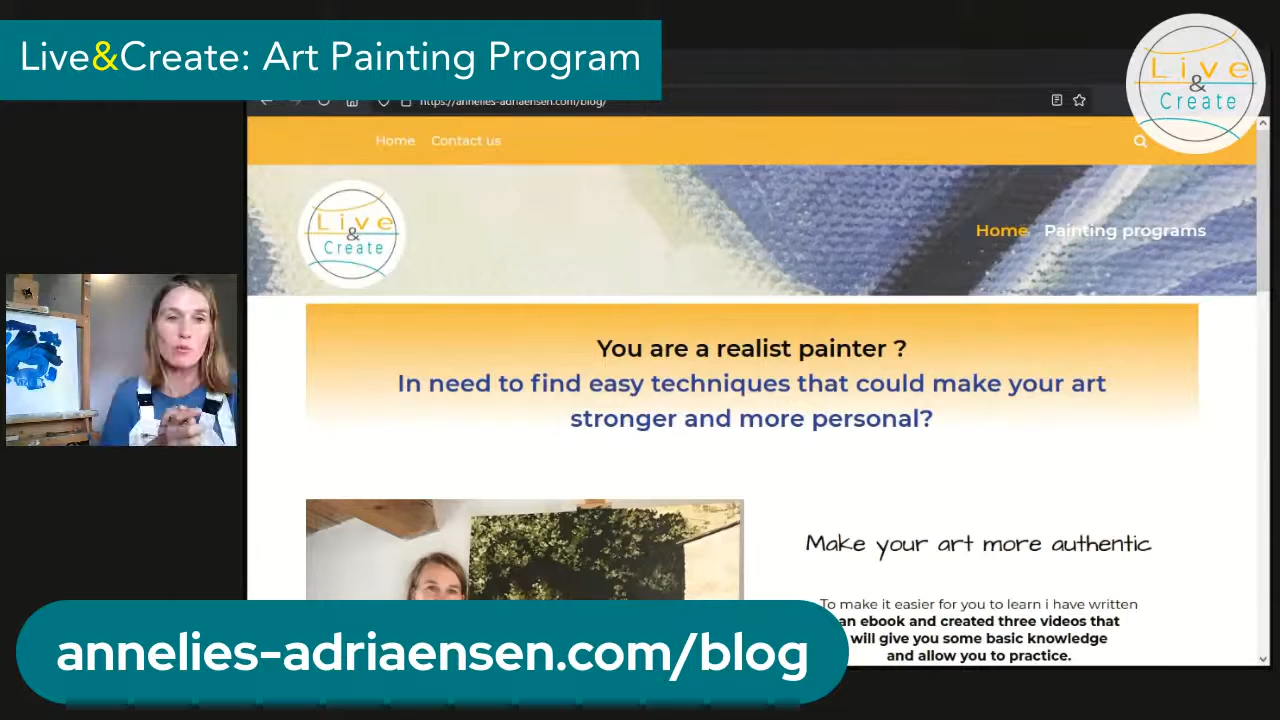 Live&Create: Art Painting Program
Live
&
Create
https://annelies-adriaensen.com/blog/
Home Contact us
Live
&
Create
Home Painting programs
You are a realist painter ?
In need to find easy techniques that could make your art
stronger and more personal?
Make your art more authentic
To make it easier for you to learn i have written
an ebook and created three videos that
will give you some basic knowledge
and allow you to practice.
annelies-adriaensen.com/blog